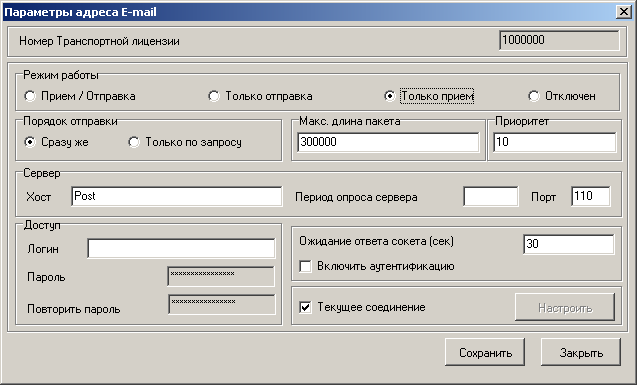 Параметры адреса E-mail
Номер Транспортной лицензии 1000000
Режим работы
Прием / Отправка Только отправка Только прием Отключен
Порядок отправки Макс. длина пакета Приоритет
Сразу же Только по запросу 300000 10
Сервер
Хост Post Период опроса сервера Порт 110
Доступ
Логин Ожидание ответа сокета (сек) 30
Пароль xxxxxxxxxxxxxxx Включить аутентификацию
Повторить пароль xxxxxxxxxxxxxxx Текущее соединение Настроить
Сохранить Закрыть